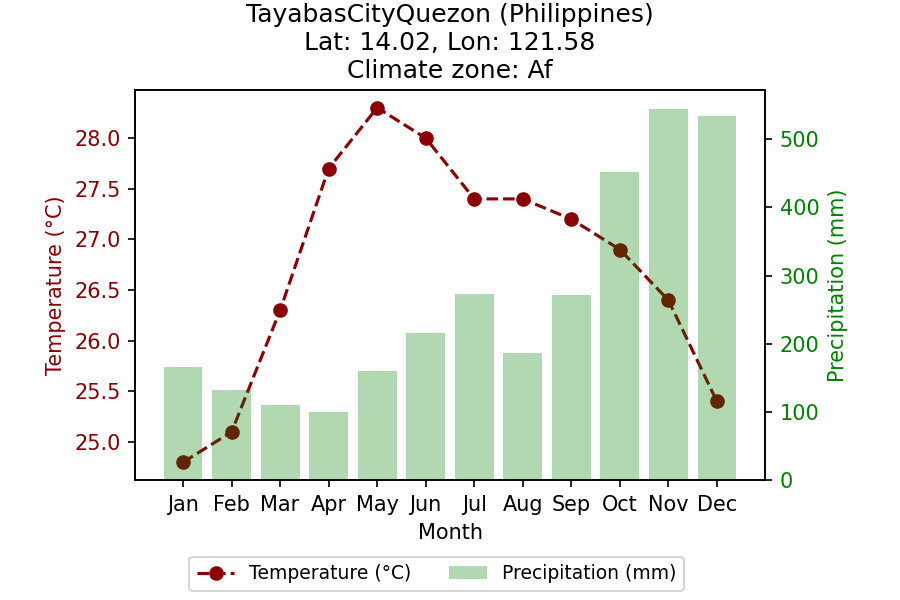 TayabasCityQuezon (Philippines)
Lat: 14.02, Lon: 121.58
Climate zone: Af
28.0
27.5
27.0
26.5
26.0
25.5
25.0
Temperature (°C)
500
400
300
200
100
0
Precipitation (mm)
Jan Feb Mar Apr May Jun Jul Aug Sep Oct Nov Dec
Month
Temperature (°C) Precipitation (mm)